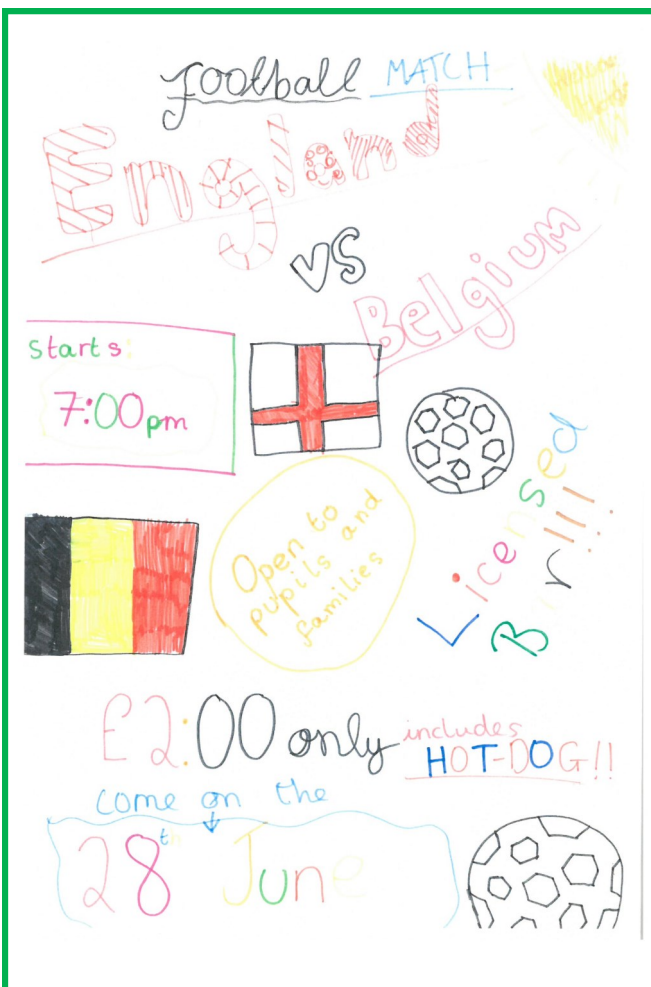 Football MATCH
England
vs
Belgium
Starts:
7:00pm
Licensed
Bar!!!
Open to
pupils and
families
£2:00 only includes
HOT-DOG!!
come on the
28th June